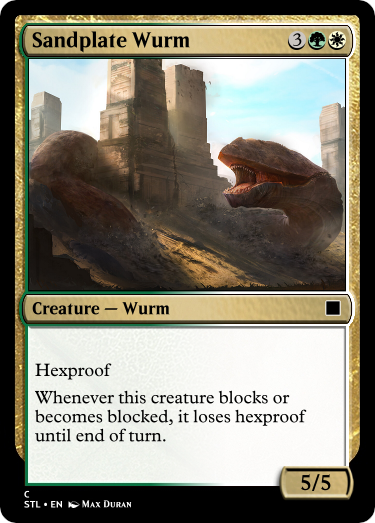 Sandplate Wurm 3
Creature — Wurm
Hexproof
Whenever this creature blocks or
becomes blocked, it loses hexproof
until end of turn.
5/5
C
STL • EN Max Duran